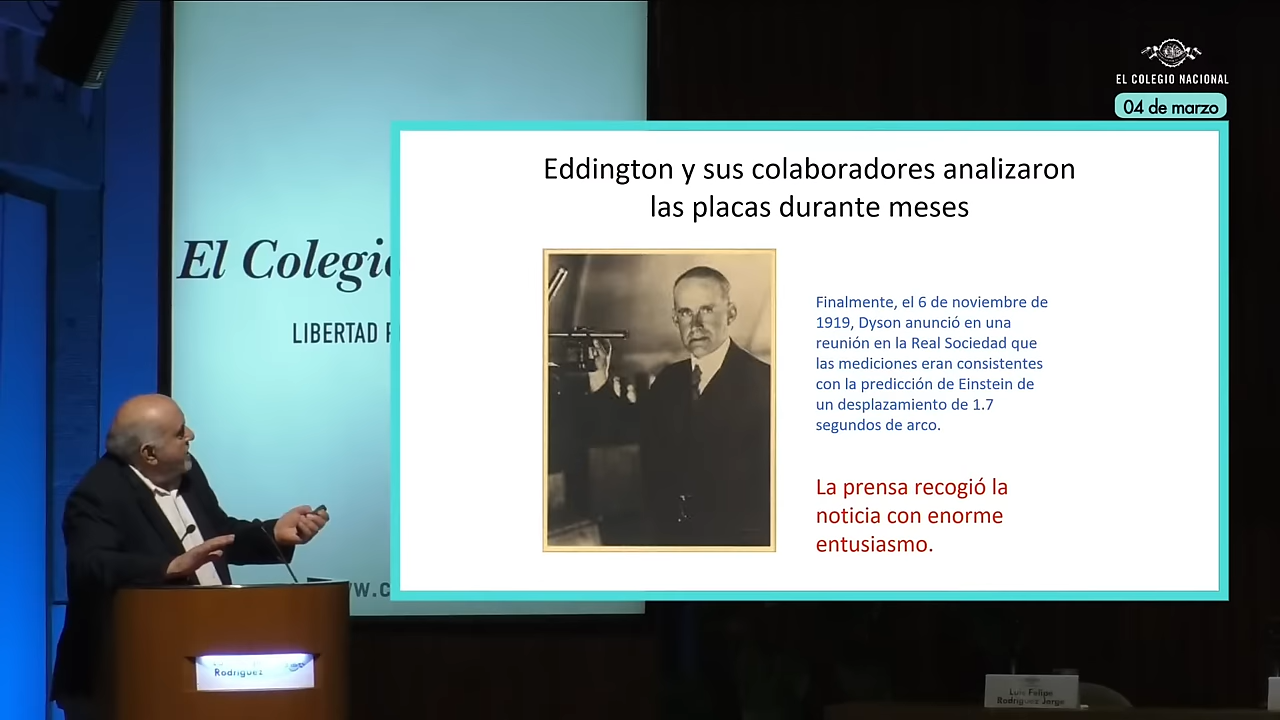 EL COLEGIO NACIONAL
04 de marzo
El Colegi
LIBERTAD
Eddington y sus colaboradores analizaron
las placas durante meses
Finalmente, el 6 de noviembre de
1919, Dyson anunció en una
reunión en la Real Sociedad que
las mediciones eran consistentes
con la predicción de Einstein de
un desplazamiento de 1.7
segundos de arco.
La prensa recogió la
noticia con enorme
entusiasmo.
Rodríguez
Luis Felipe
Rodríguez Jorge